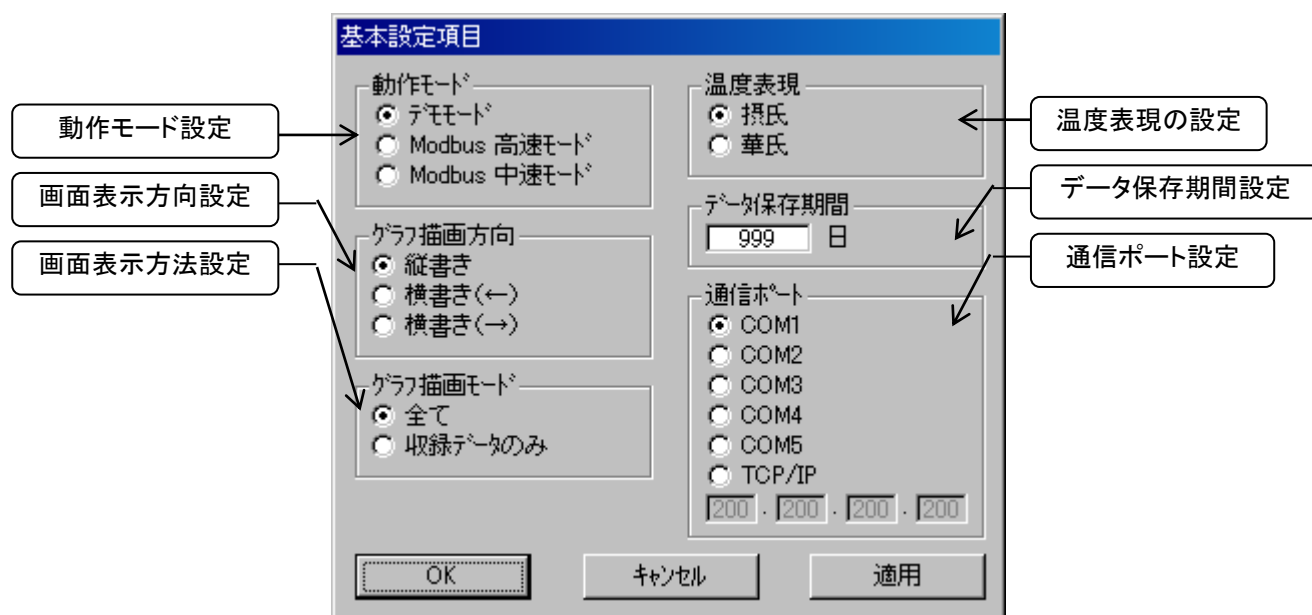 基本設定項目
動作モード設定
画面表示方向設定
画面表示方法設定
動作ﾓｰﾄﾞ
ﾃﾞﾓﾓｰﾄﾞ
Modbus 高速ﾓｰﾄﾞ
Modbus 中速ﾓｰﾄﾞ
ｸﾞﾗﾌ描画方向
縦書き
横書き(←)
横書き(→)
ｸﾞﾗﾌ描画ﾓｰﾄﾞ
全て
収録ﾃﾞｰﾀのみ
温度表現
摂氏
華氏
ﾃﾞｰﾀ保存期間
999 日
通信ﾎﾟｰﾄ
COM1
COM2
COM3
COM4
COM5
TCP/IP
200 . 200 . 200 . 200
温度表現の設定
データ保存期間設定
通信ポート設定
OK ｷｬﾝｾﾙ 適用